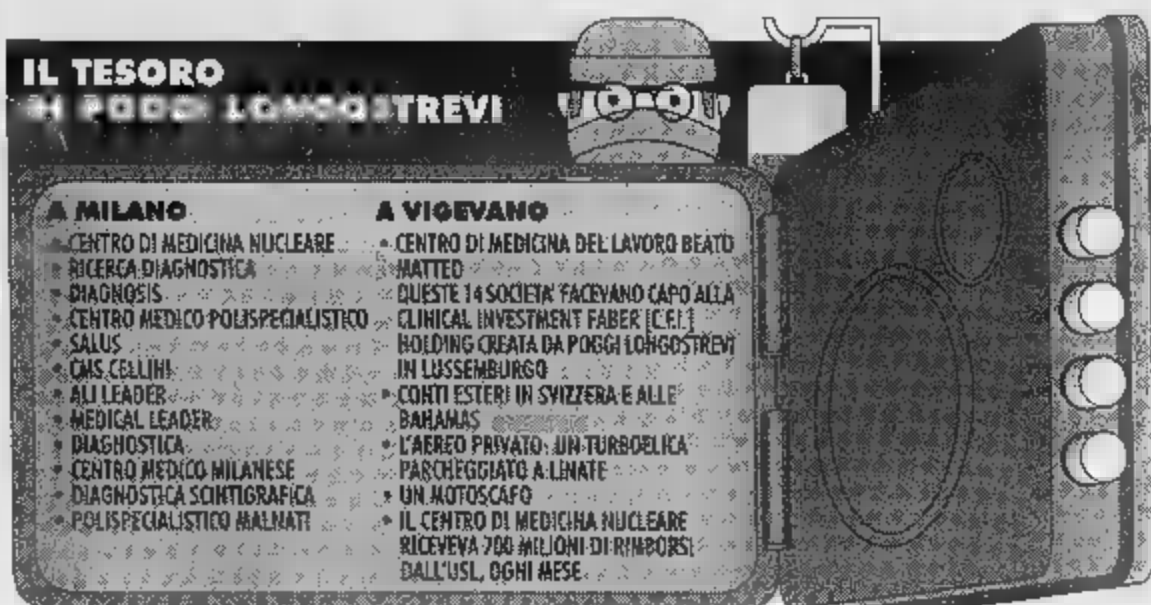 IL TESORO
DI POGGI LONGOSTREVI
A MILANO
• CENTRO DI MEDICINA NUCLEARE
• RICERCA DIAGNOSTICA
• DIAGNOSIS
• CENTRO MEDICO POLISPECIALISTICO
• SALUS
• CMS CELLINI
• ALI LEADER
• MEDICAL LEADER
• DIAGNOSTICA
• CENTRO MEDICO MILANESE
• DIAGNOSTICA SCINTIGRAFICA
• POLISPECIALISTICO MALNATI
A VIGEVANO
• CENTRO DI MEDICINA DEL LAVORO BEATO
MATTEO
QUESTE 14 SOCIETA' FACEVANO CAPO ALLA
CLINICAL INVESTMENT FABER [C.F.I.]
HOLDING CREATA DA POGGI LONGOSTREVI
IN LUSSEMBURGO
• CONTI ESTERI IN SVIZZERA E ALLE
BAHAMAS
• L'AEREO PRIVATO: UN TURBOELICA
PARCHEGGIATO A LINATE
• UN MOTOSCAFO
• IL CENTRO DI MEDICINA NUCLEARE
RICEVEVA 700 MILIONI DI RIMBORSI
DALL'USL, OGNI MESE